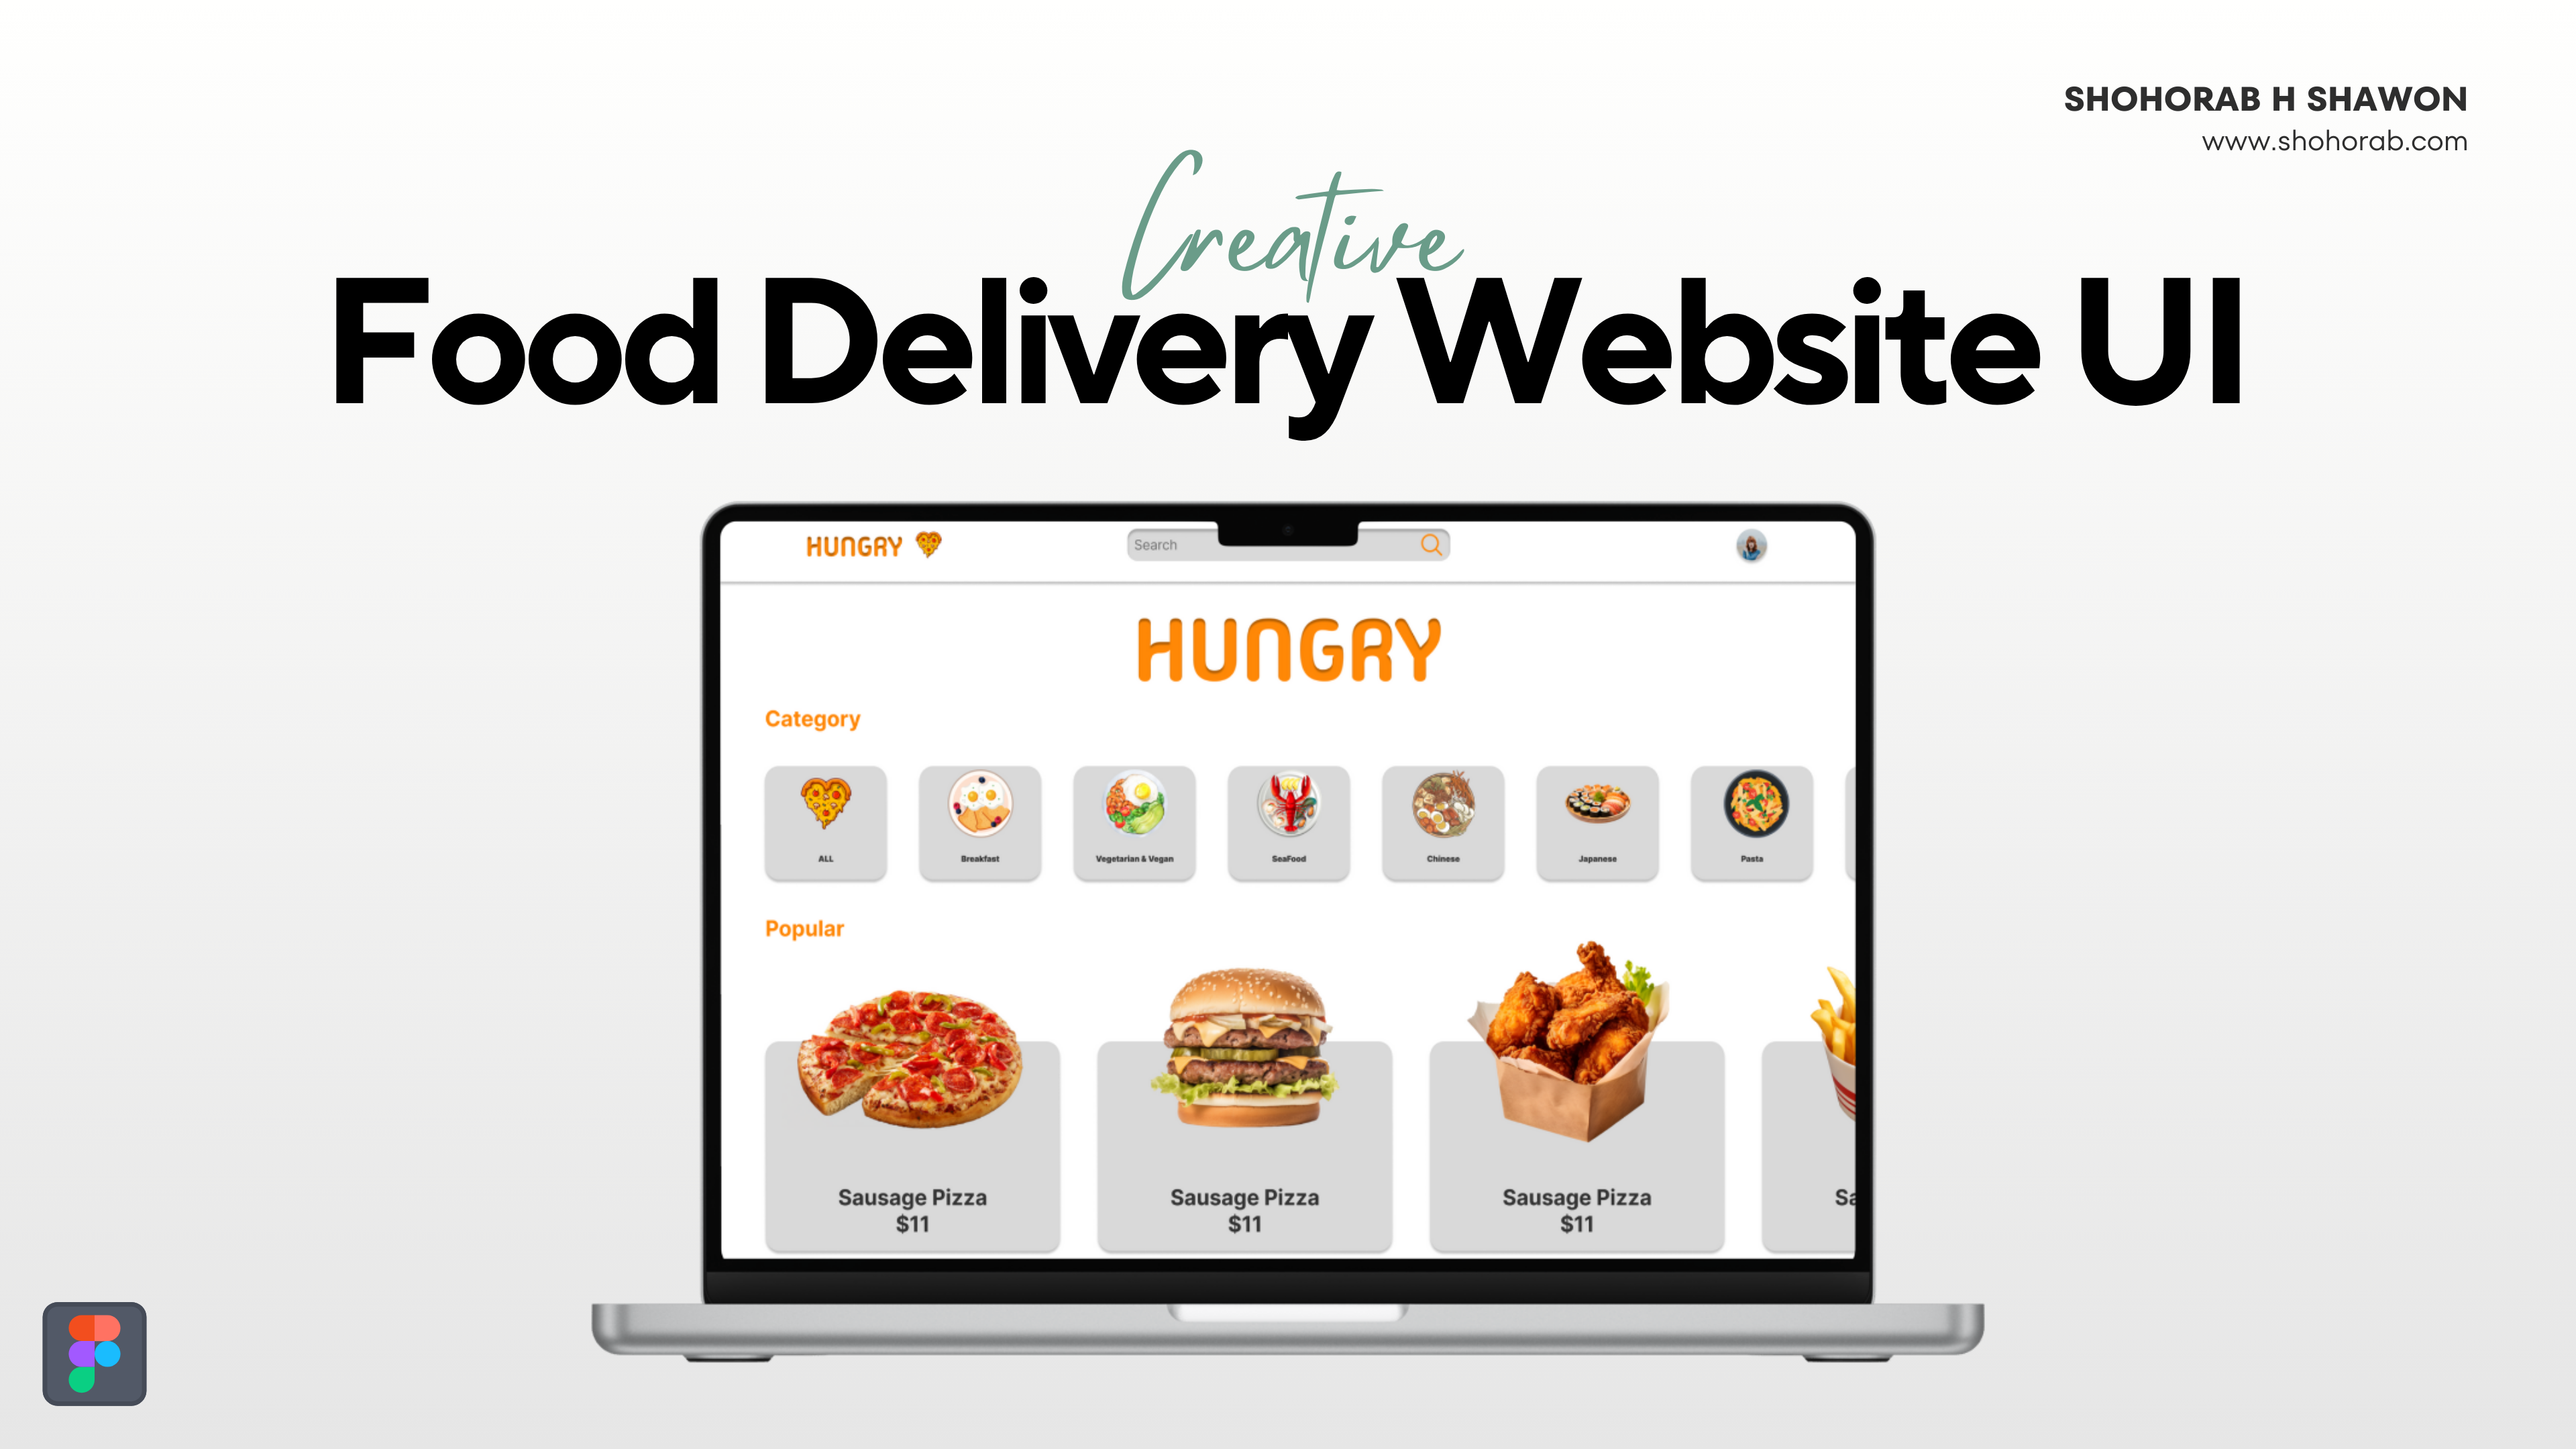 SHOHORAB H SHAWON
www.shohorab.com
Creative
Food Delivery Website UI
HUNGRY
Search
HUNGRY
Category
ALL
Breakfast
Vegetarian & Vegan
SeaFood
Chinese
Japanese
Pasta
Popular
Sausage Pizza
$11
Sausage Pizza
$11
Sausage Pizza
$11
Sa